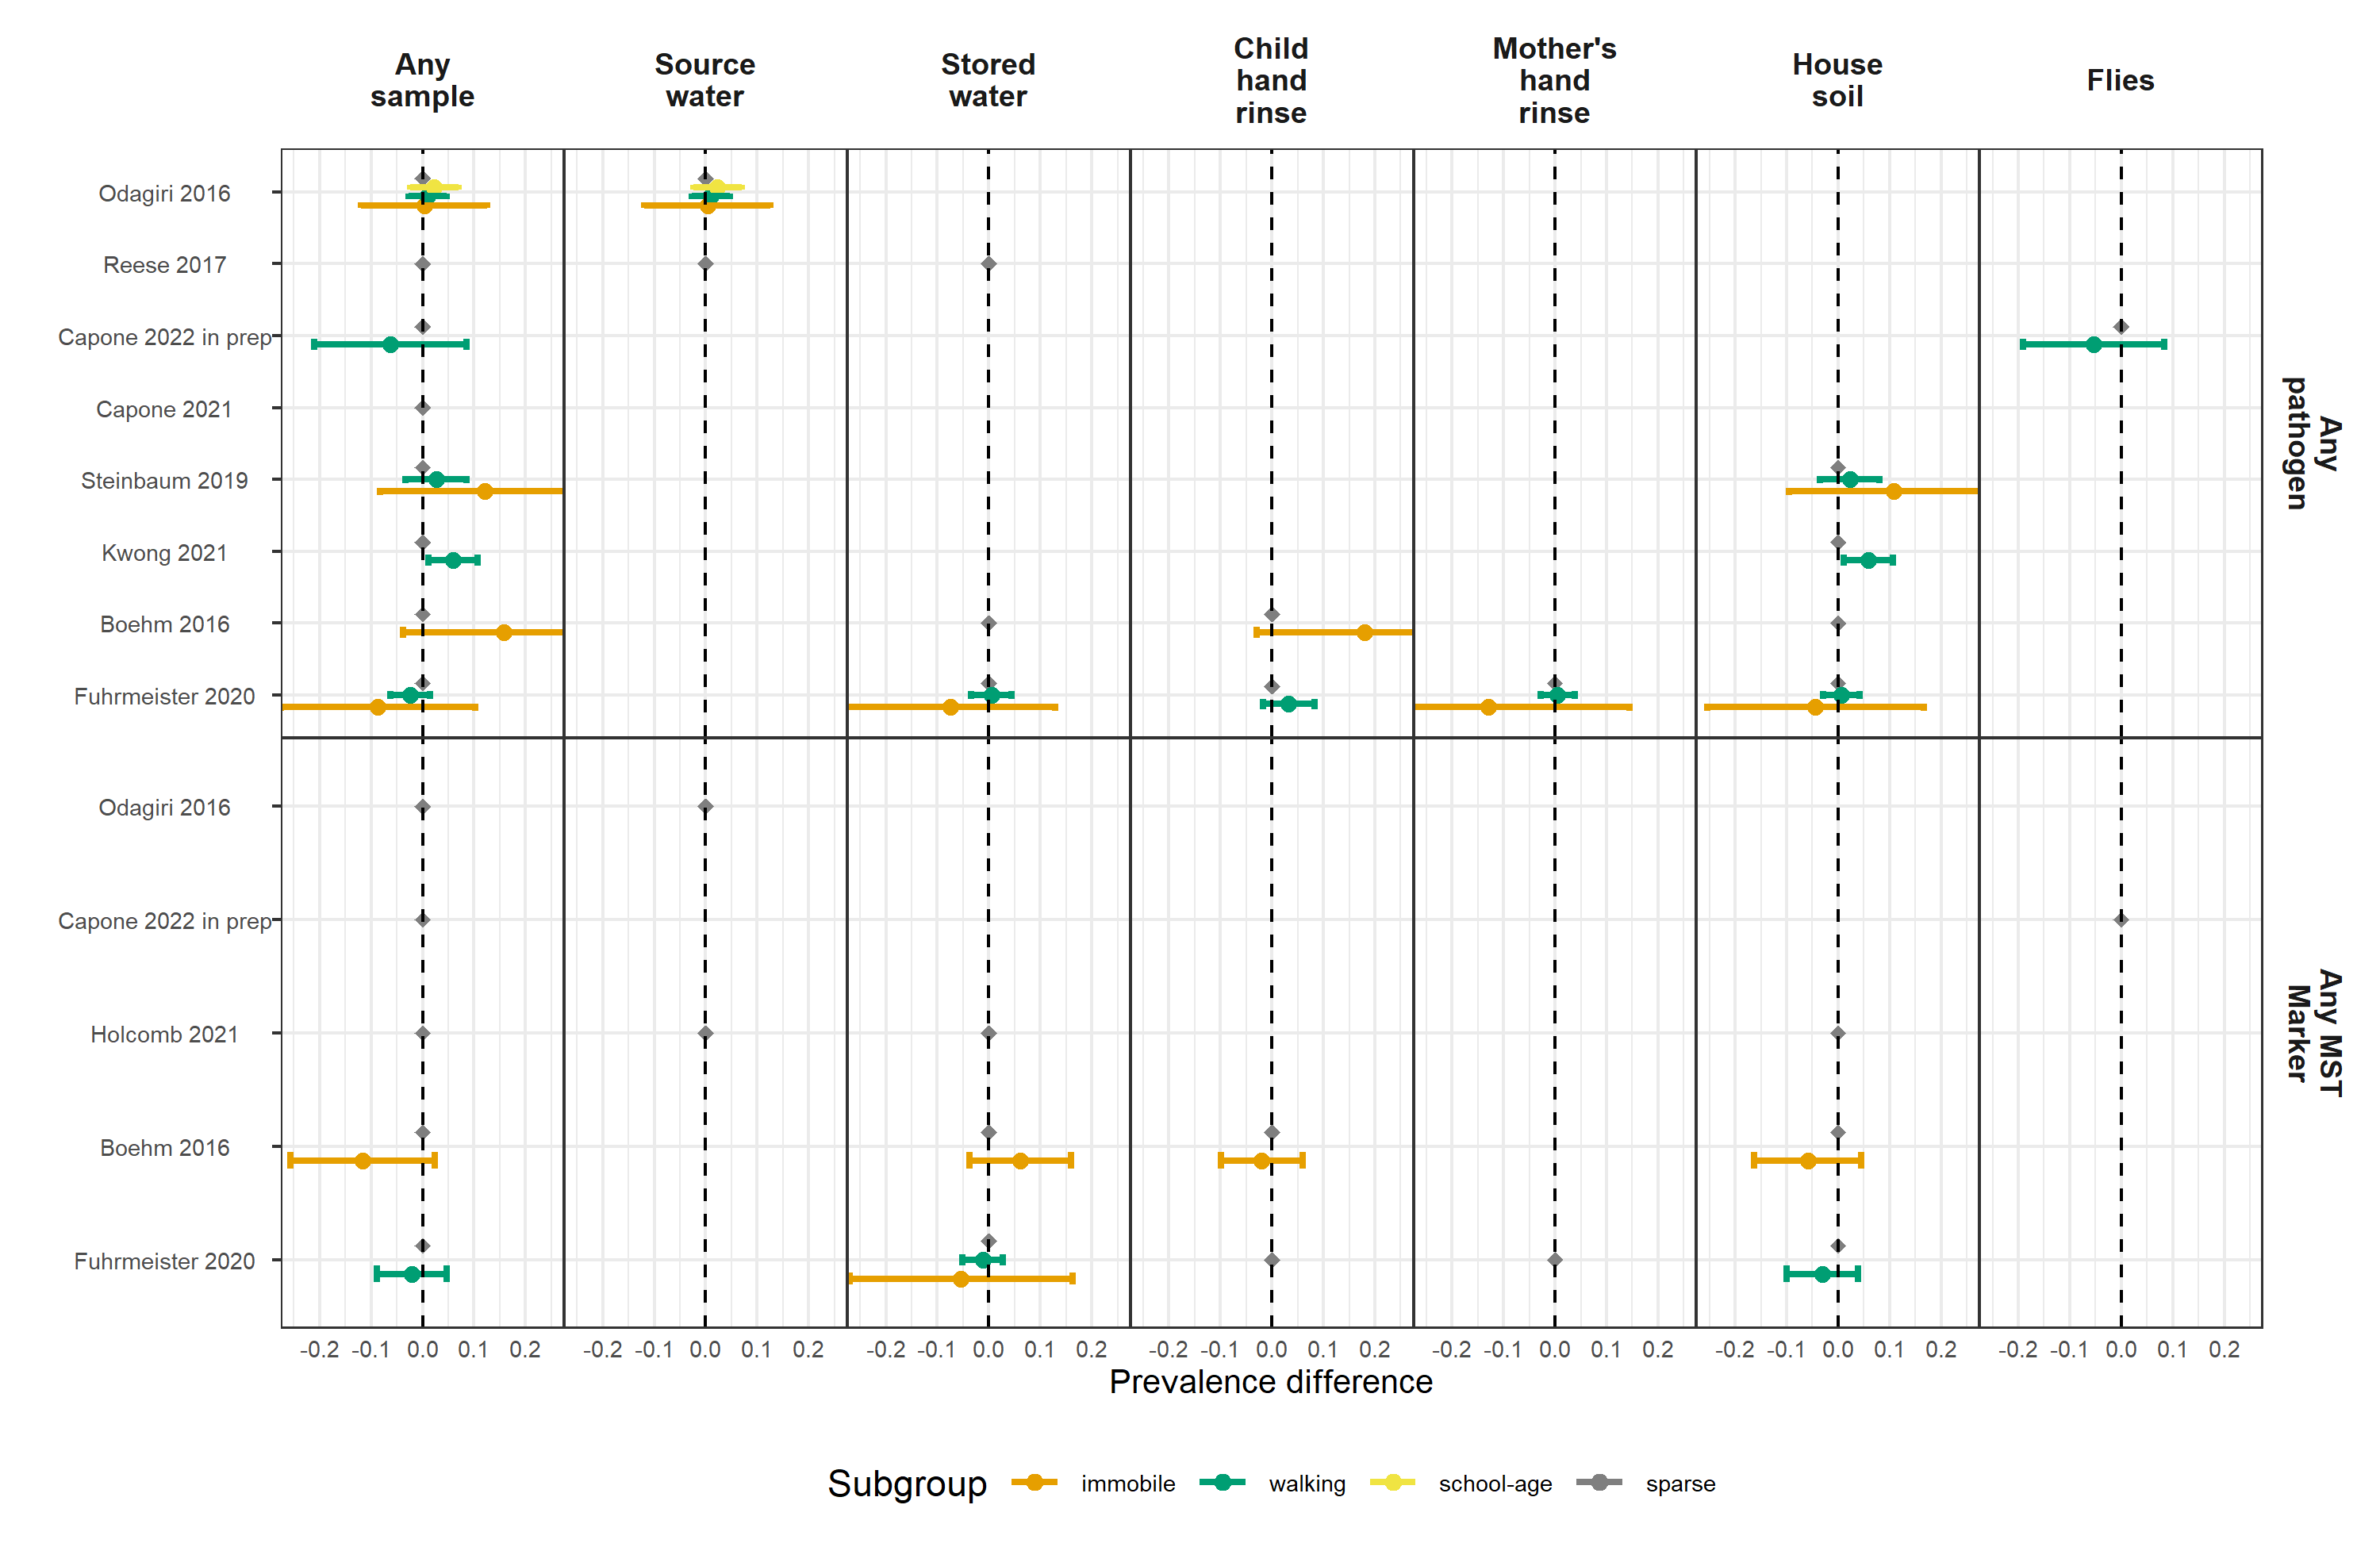 Any
sample
Source
water
Stored
water
Child
hand
rinse
Mother's
hand
rinse
House
soil
Flies
Odagiri 2016
Reese 2017
Capone 2022 in prep
Capone 2021
Steinbaum 2019
Kwong 2021
Boehm 2016
Fuhrmeister 2020
Any
pathogen
Odagiri 2016
Capone 2022 in prep
Holcomb 2021
Boehm 2016
Fuhrmeister 2020
Any MST
Marker
-0.2 -0.1 0.0 0.1 0.2 -0.2 -0.1 0.0 0.1 0.2 -0.2 -0.1 0.0 0.1 0.2 -0.2 -0.1 0.0 0.1 0.2 -0.2 -0.1 0.0 0.1 0.2 -0.2 -0.1 0.0 0.1 0.2 -0.2 -0.1 0.0 0.1 0.2
Prevalence difference
Subgroup immobile walking school-age sparse